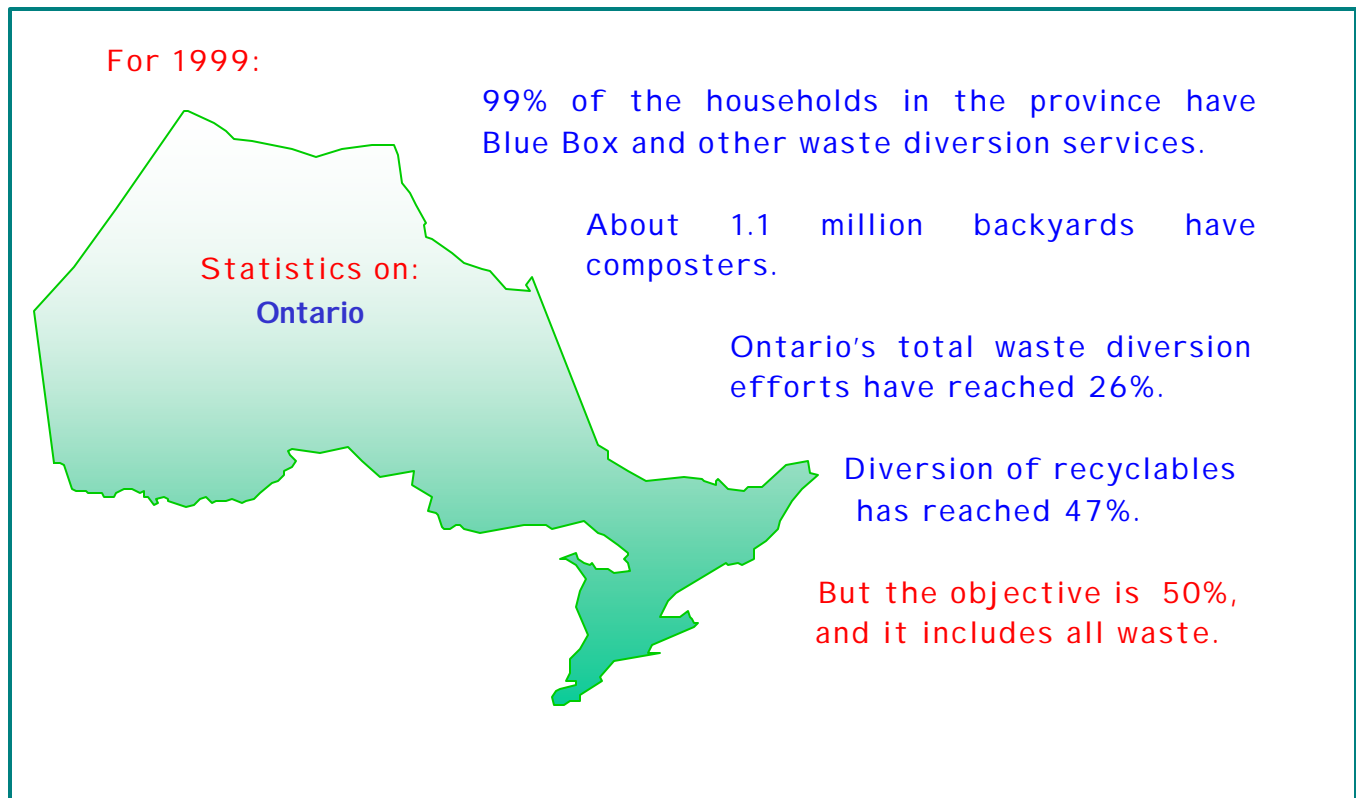 For 1999:
99% of the households in the province have
Blue Box and other waste diversion services.
About 1.1 million backyards have
composters.
Statistics on:
Ontario
Ontario's total waste diversion
efforts have reached 26%.
Diversion of recyclables
has reached 47%.
But the objective is 50%,
and it includes all waste.